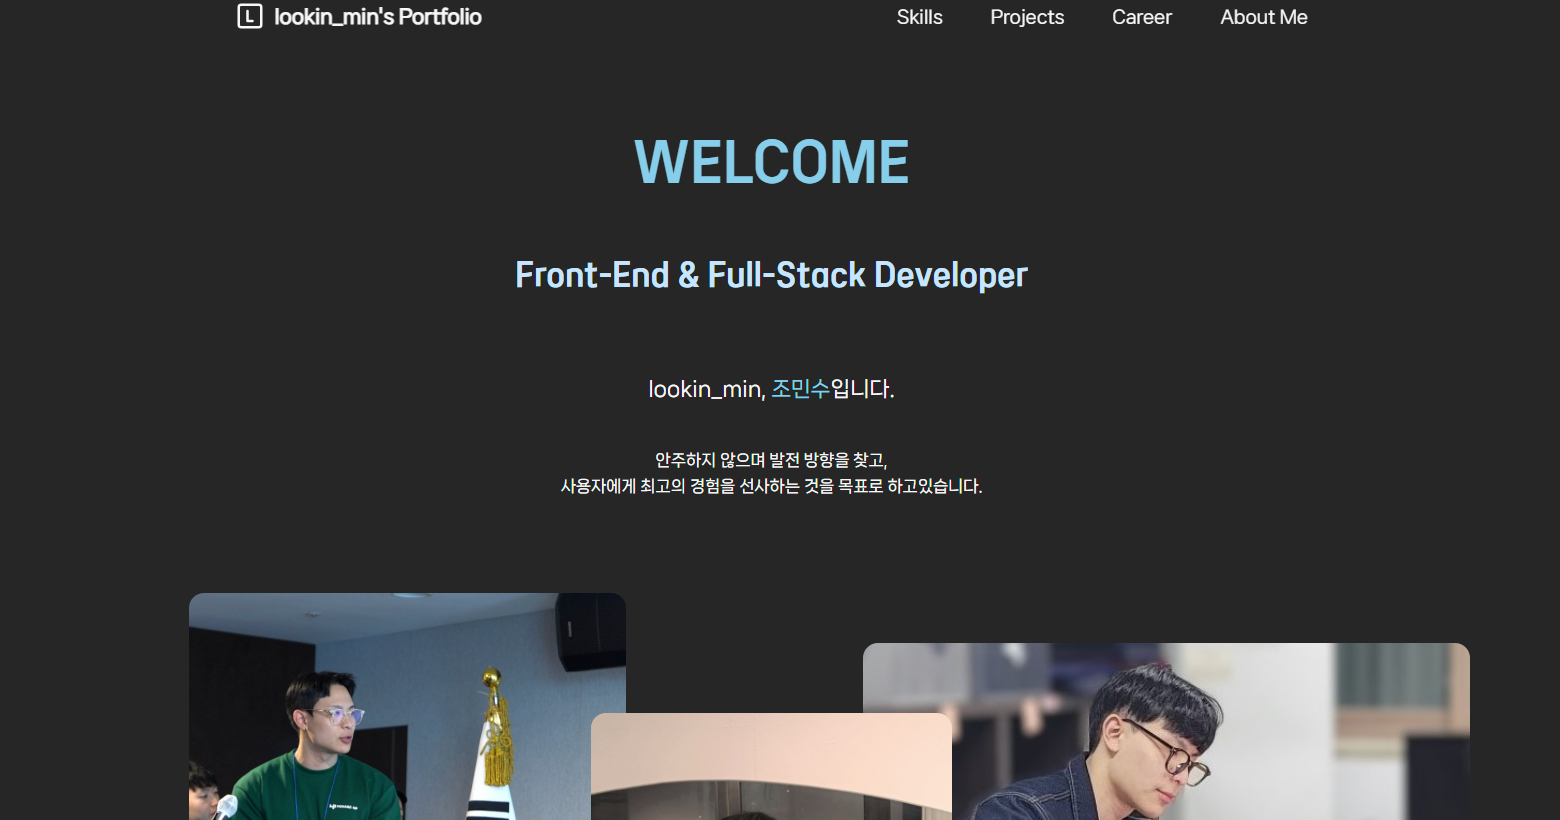 L lookin_min's Portfolio Skills Projects Career About Me
WELCOME
Front-End & Full-Stack Developer
lookin_min, 조민수입니다.
안주하지 않으며 발전 방향을 찾고,
사용자에게 최고의 경험을 선사하는 것을 목표로 하고있습니다.